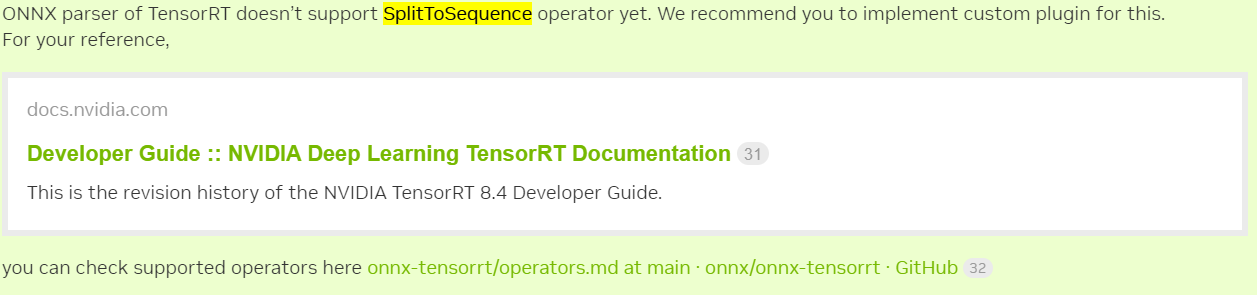 ONNX parser of TensorRT doesn’t support SplitToSequence operator yet. We recommend you to implement custom plugin for this.
For your reference,
docs.nvidia.com
Developer Guide :: NVIDIA Deep Learning TensorRT Documentation 31
This is the revision history of the NVIDIA TensorRT 8.4 Developer Guide.
you can check supported operators here onnx-tensorrt/operators.md at main · onnx/onnx-tensorrt · GitHub 32